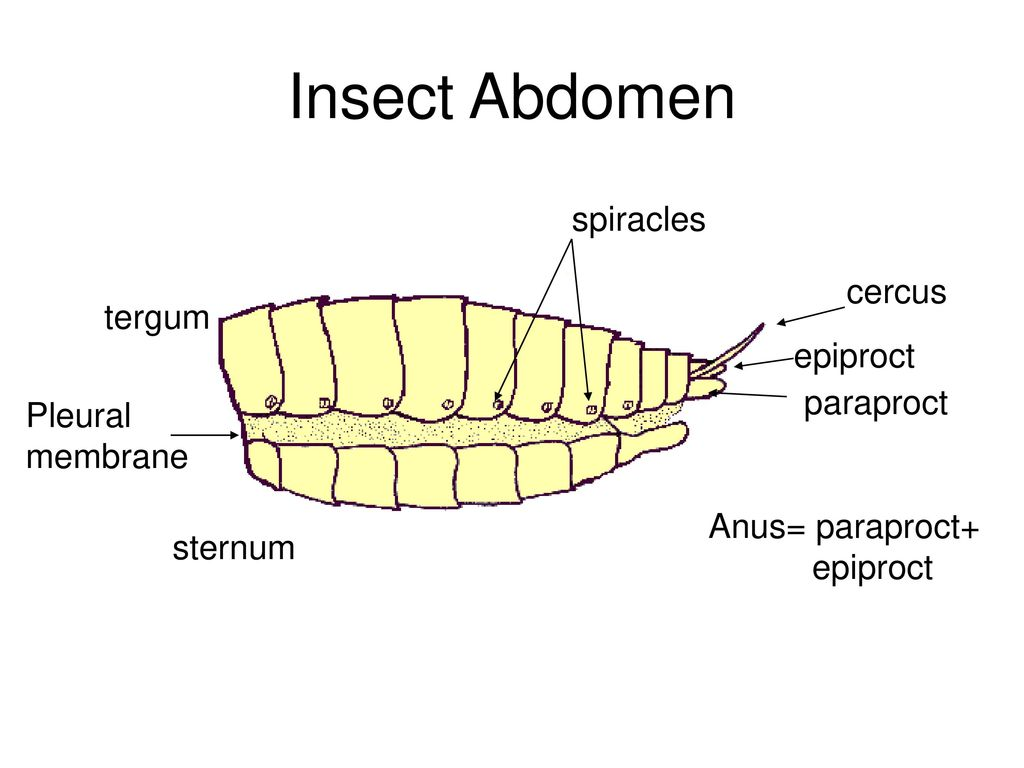 Insect Abdomen
spiracles
cercus
tergum
epiproct
paraproct
Pleural
membrane
Anus= paraproct+
epiproct
sternum